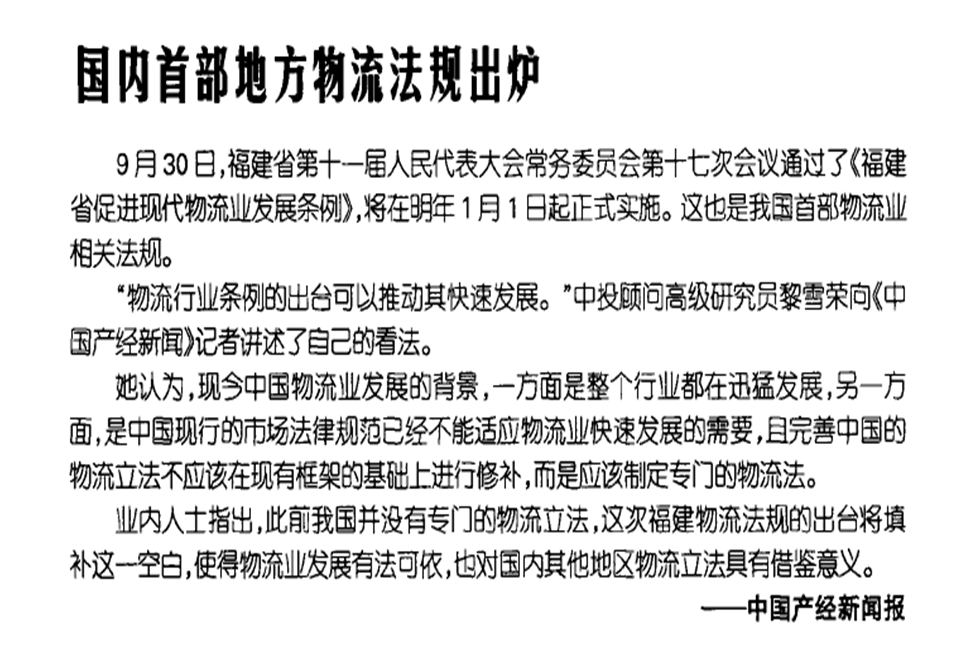 国内首部地方物流法规出炉
9月30日,福建省第十一届人民代表大会常务委员会第十七次会议通过了《福建
省促进现代物流业发展条例》,将在明年1月1日起正式实施。这也是我国首部物流业
相关法规。
“物流行业条例的出台可以推动其快速发展。”中投顾问高级研究员黎雪荣向《中
国产经新闻》记者讲述了自己的看法。
她认为,现今中国物流业发展的背景,一方面是整个行业都在迅猛发展,另一方
面,是中国现行的市场法律规范已经不能适应物流业快速发展的需要,且完善中国的
物流立法不应该在现有框架的基础上进行修补,而是应该制定专门的物流法。
业内人士指出,此前我国并没有专门的物流立法,这次福建物流法规的出台将填
补这一空白,使得物流业发展有法可依,也对国内其他地区物流立法具有借鉴意义。
——中国产经新闻报